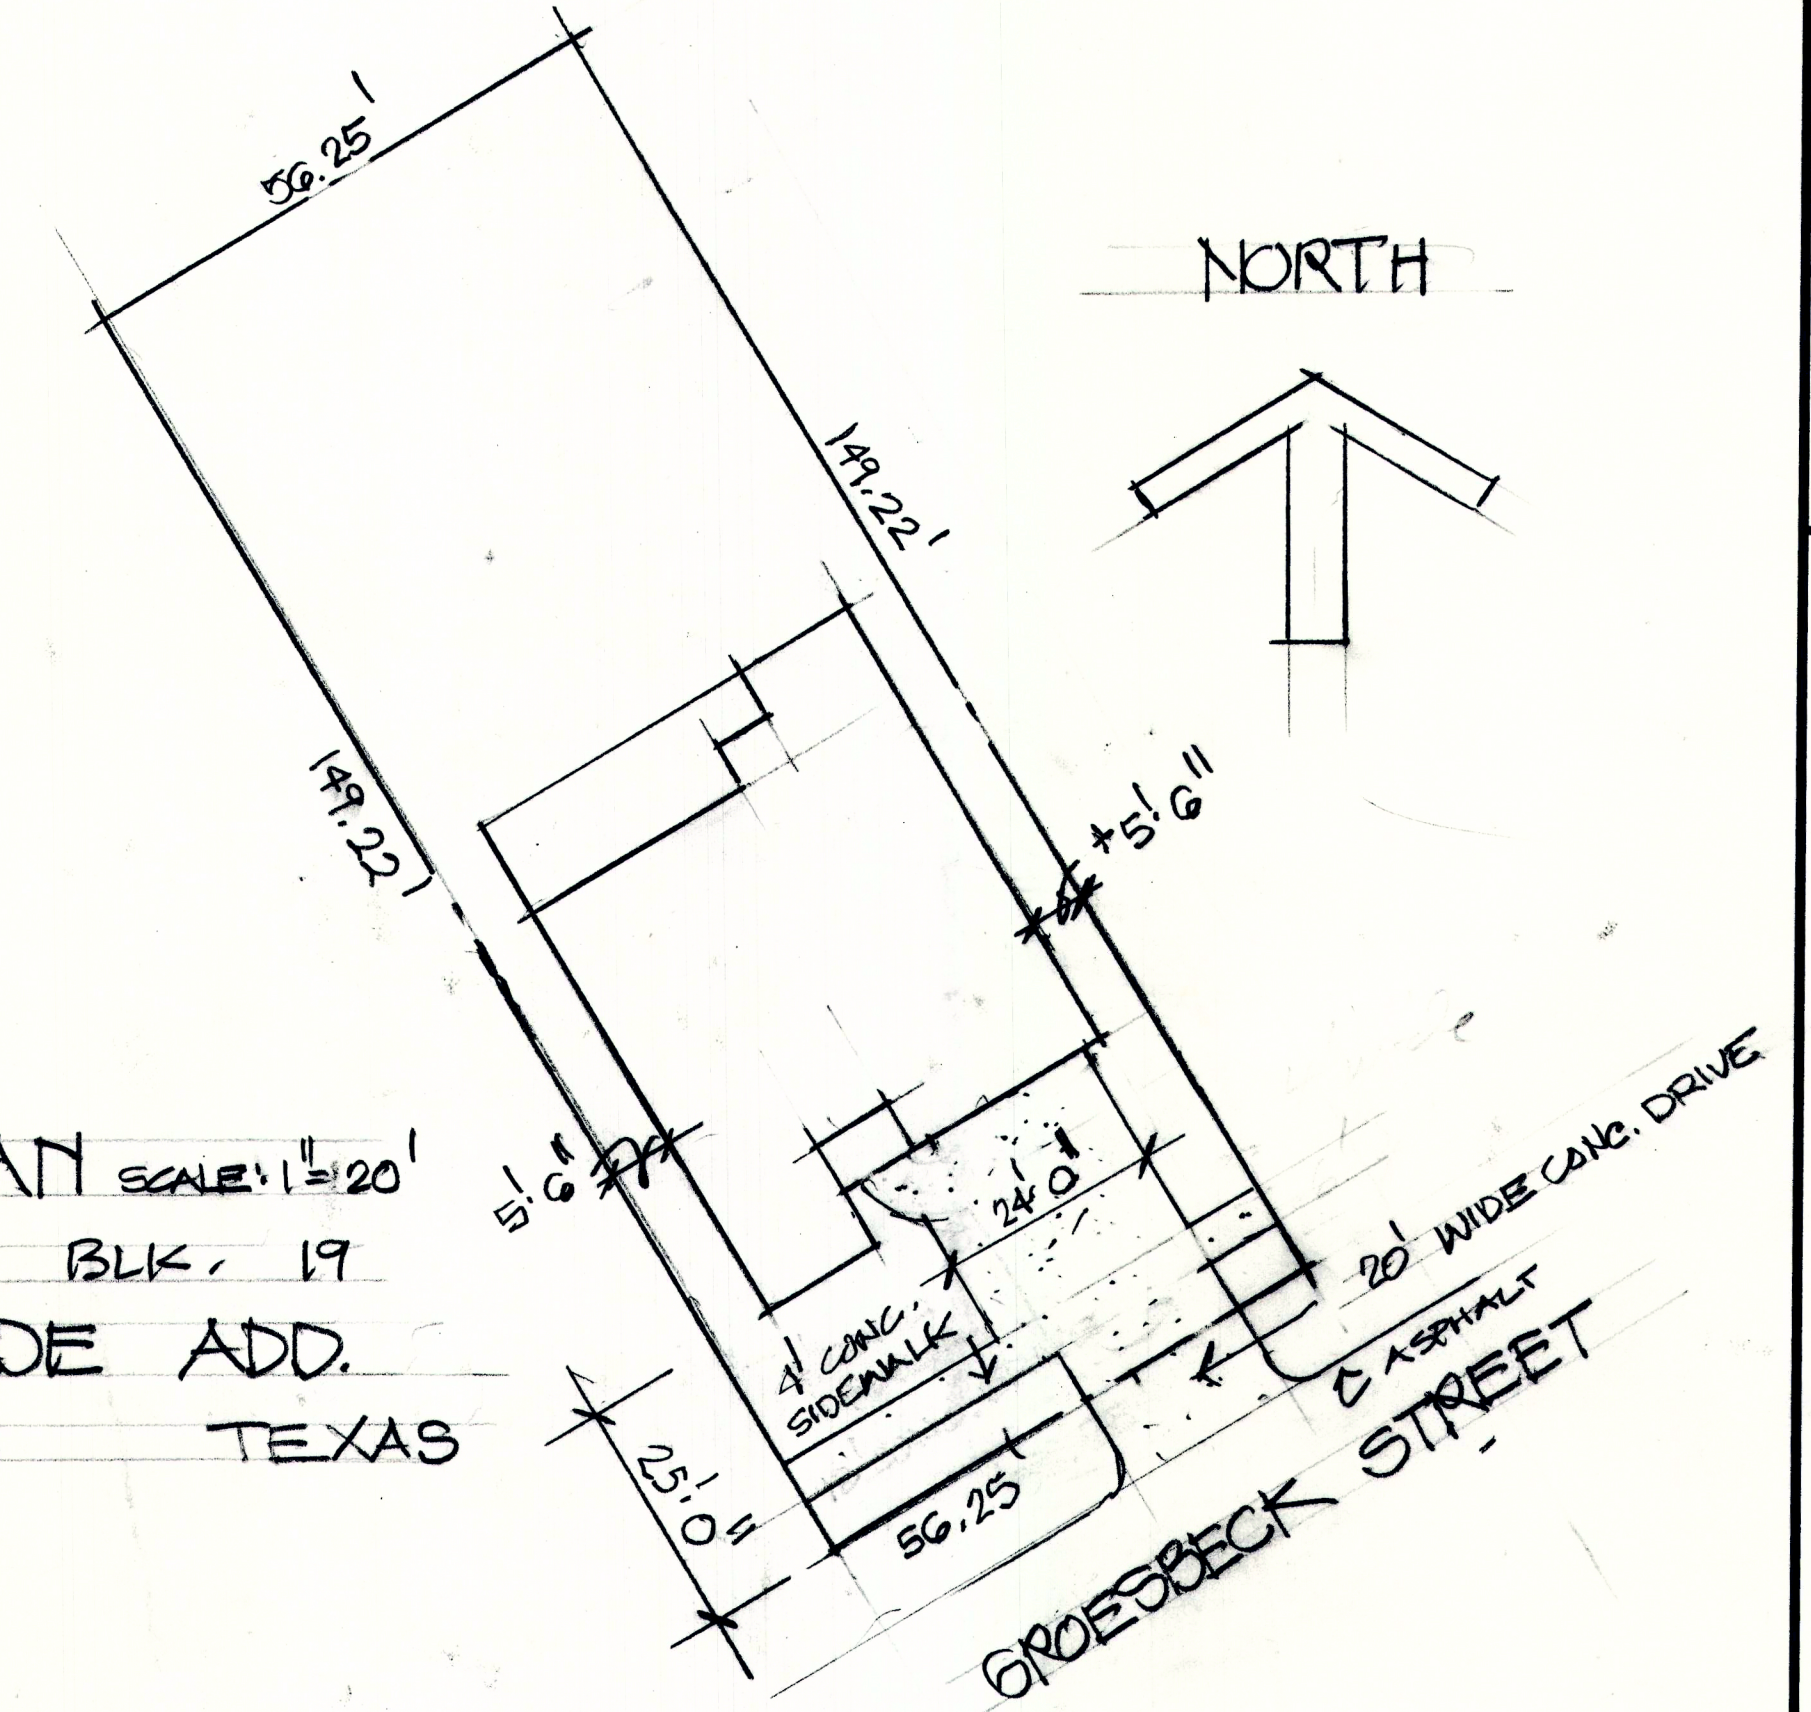 56.25'
NORTH
149.22'
149.22'
+5'.6"
5'.6"
24'.0"
AN SCALE: 1"=20'
BLK. 19
DE ADD.
TEXAS
4' CONC.
SIDEWALK
25'.0"
56.25'
20' WIDE CONC. DRIVE
ASPHALT
GROESBECK STREET